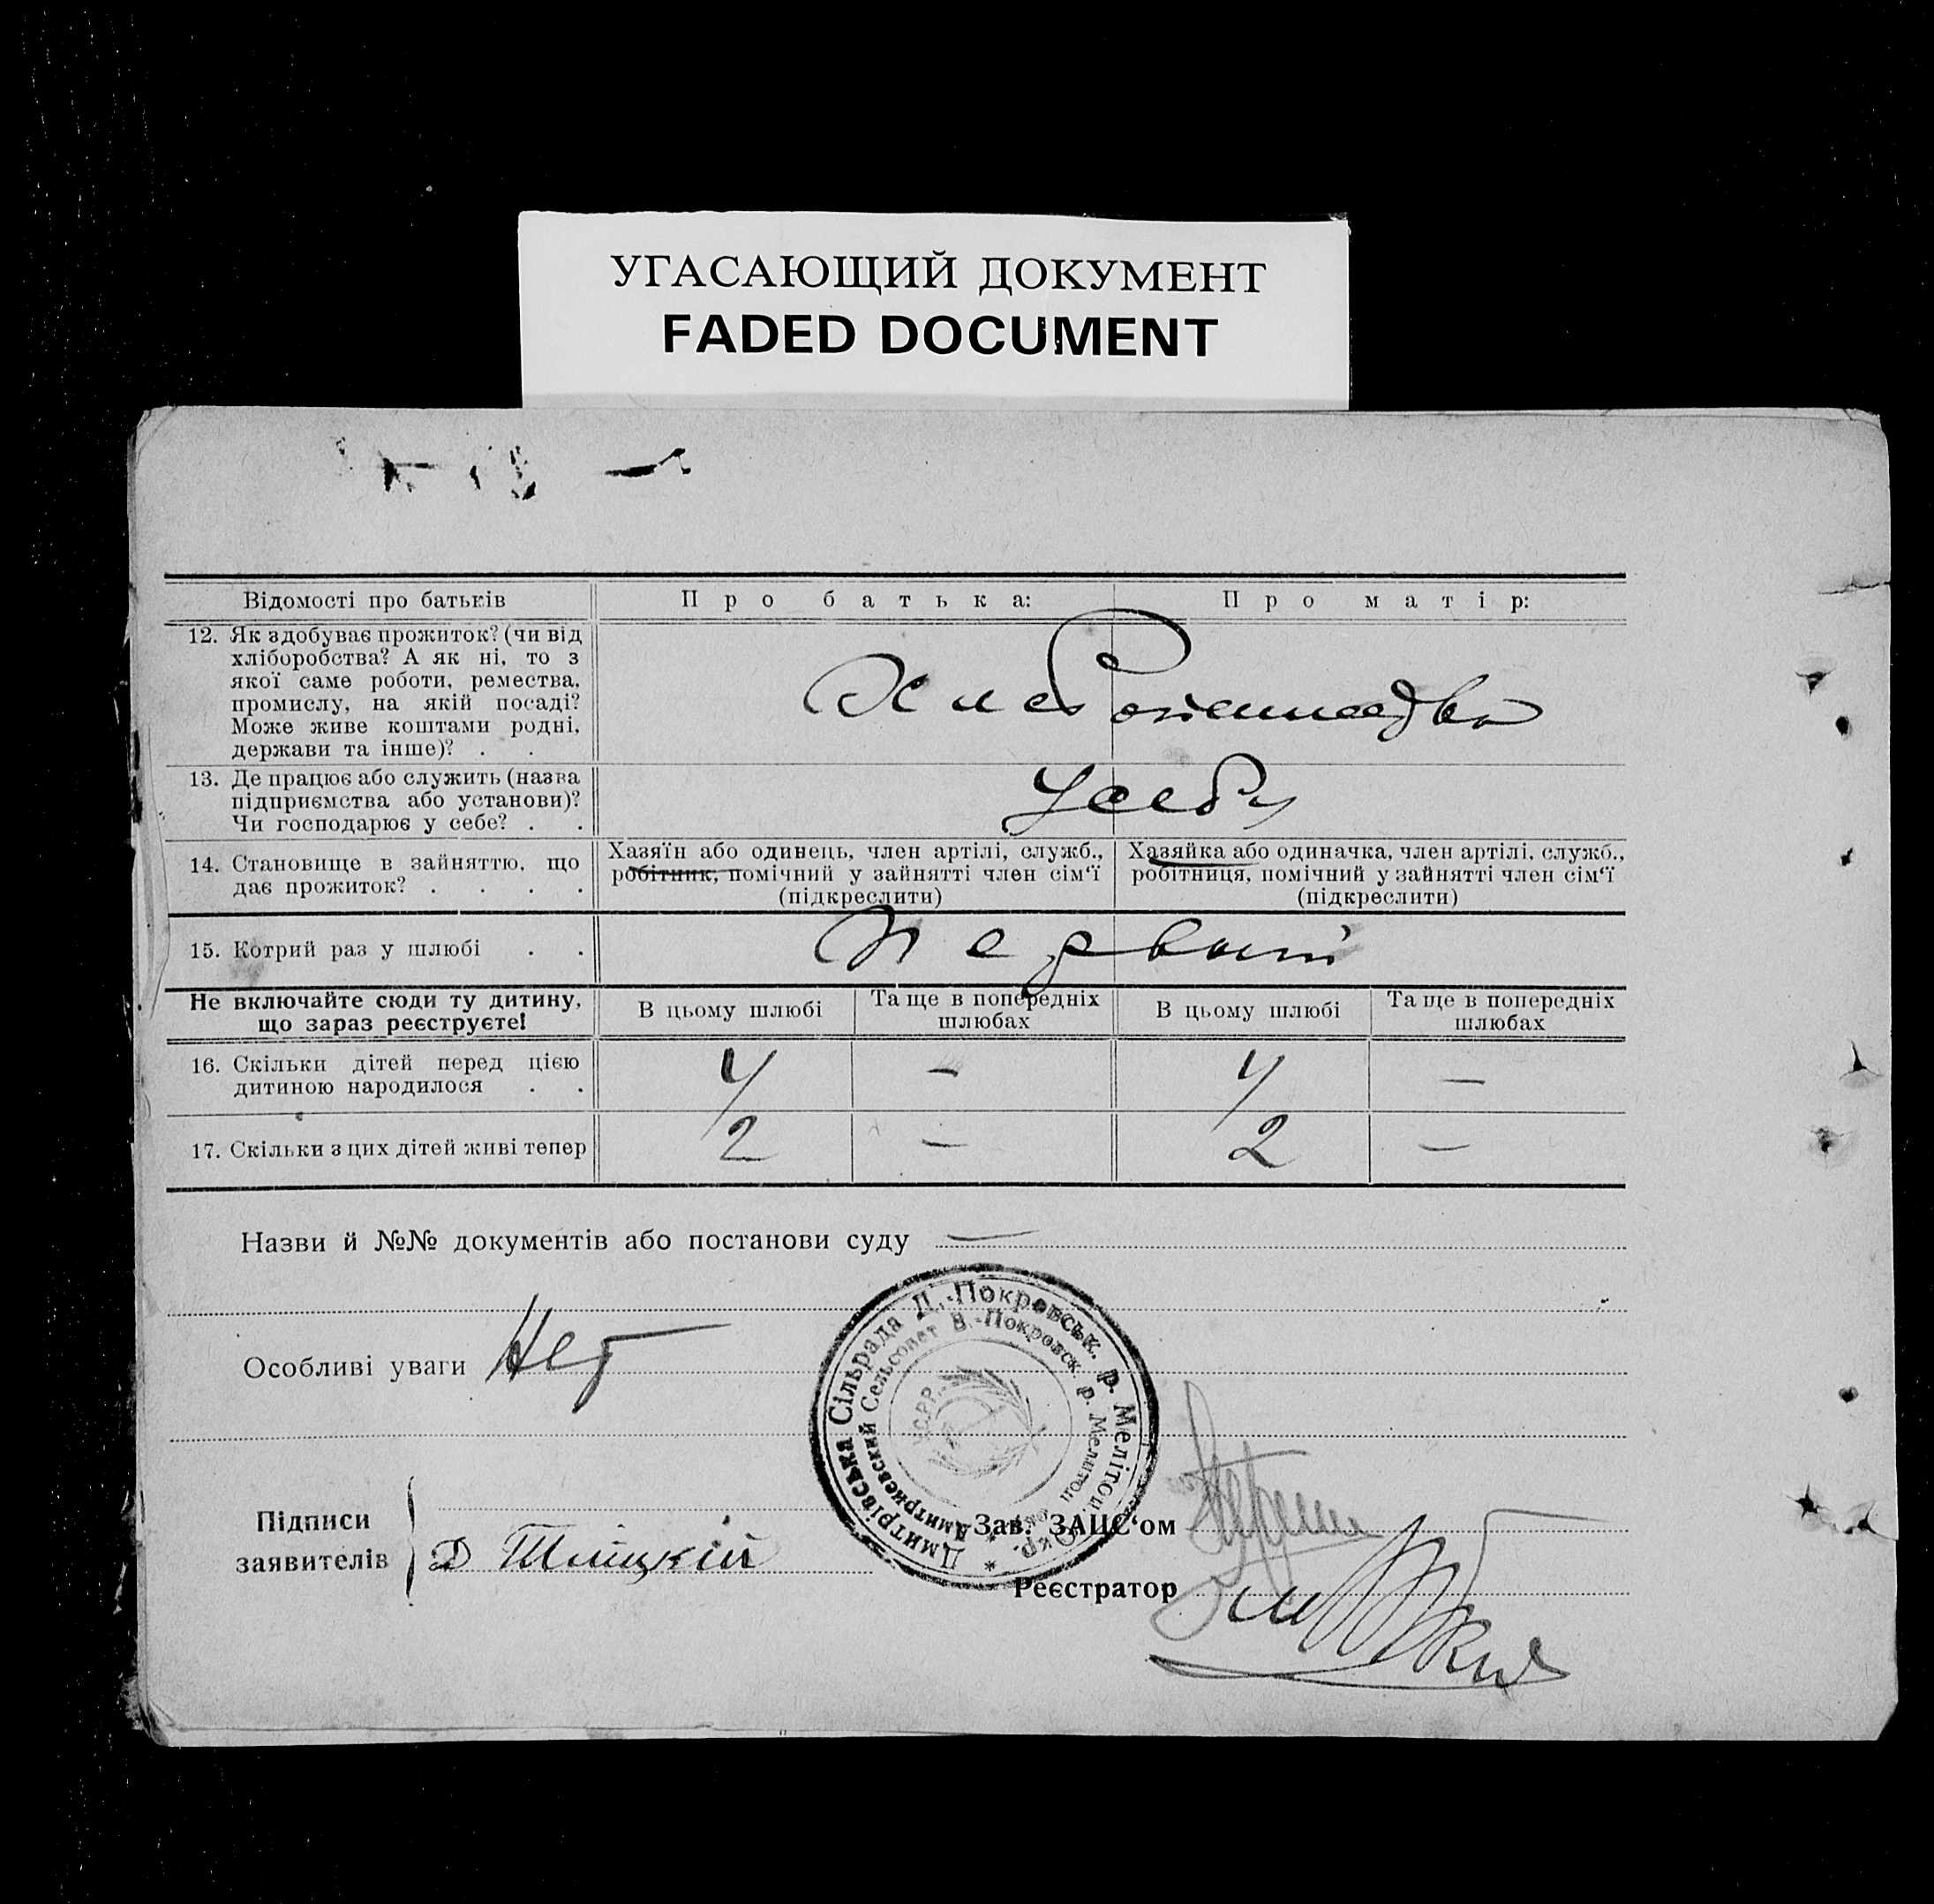 УГАСАЮЩИЙ ДОКУМЕНТ
FADED DOCUMENT
Відомості про батьків
Про батька:
Про матір:
12. Як здобуває прожиток? (чи від
хліборобства? А як ні, то з
якої саме роботи, ремества,
промислу, на якій посаді?
Може живе коштами родні,
держави та інше)? . .
13. Де працює або служить (назва
підприємства або установи)?
Чи господарює у себе? . .
У себя
14. Становище в зайняттю, що
дає прожиток? . . . .
Хазяїн або одинець, член артілі, служб.,
робітник, помічний у зайнятті член сім'ї
(підкреслити)
Хазяйка або одиначка, член артілі, служб.,
робітниця, помічний у зайнятті член сім'ї
(підкреслити)
15. Котрий раз у шлюбі . .
Первый
Не включайте сюди ту дитину,
що зараз реєструєте!
В цьому шлюбі
Та ще в попередніх
шлюбах
В цьому шлюбі
Та ще в попередніх
шлюбах
16. Скільки дітей перед цією
дитиною народилося . .
4 — 4 —
17. Скільки з цих дітей живі тепер
2 — 2 —
Назви й №№ документів або постанови суду —
Особливі уваги Нет
Дмитрівська Сільрада Д.-Покровськ. р. Мелітоп. Окр.
Дмитриевский Сельсовет В.-Покровск. р. Мелитоп. окр.
У.С.Р.Р.
Підписи
заявителів
Д
Зав. ЗАЦС'ом
Реєстратор